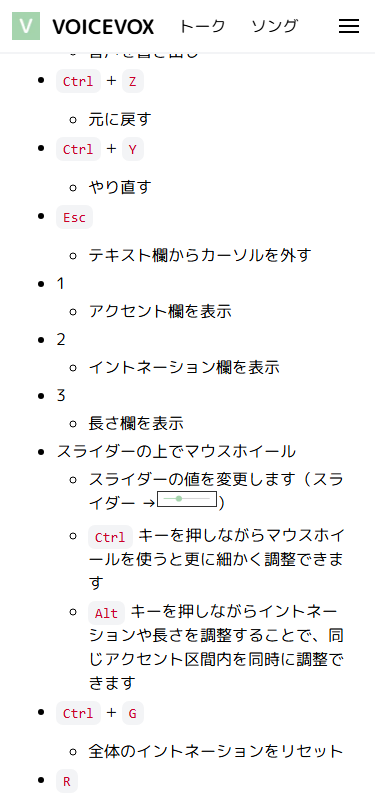 V VOICEVOX トーク ソング
Ctrl + Z
元に戻す
Ctrl + Y
やり直す
Esc
テキスト欄からカーソルを外す
1
アクセント欄を表示
2
イントネーション欄を表示
3
長さ欄を表示
スライダーの上でマウスホイール
スライダーの値を変更します（スラ
イダー → ）
Ctrl キーを押しながらマウスホイ
ールを使うと更に細かく調整できま
す
Alt キーを押しながらイントネー
ションや長さを調整することで、同
じアクセント区間内を同時に調整で
きます
Ctrl + G
全体のイントネーションをリセット
R